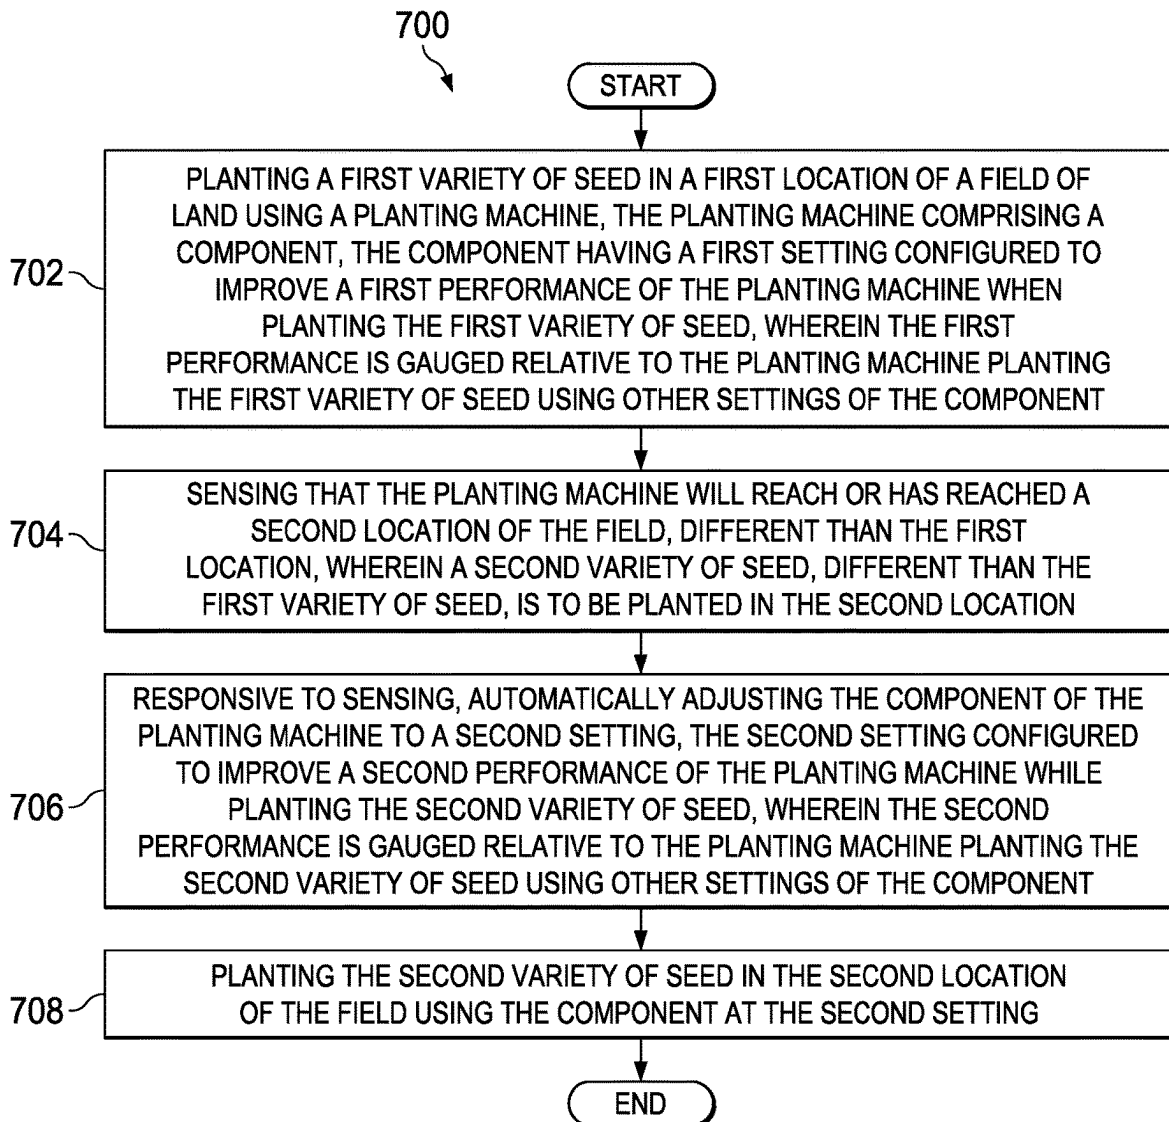 700
START
702
PLANTING A FIRST VARIETY OF SEED IN A FIRST LOCATION OF A FIELD OF
LAND USING A PLANTING MACHINE, THE PLANTING MACHINE COMPRISING A
COMPONENT, THE COMPONENT HAVING A FIRST SETTING CONFIGURED TO
IMPROVE A FIRST PERFORMANCE OF THE PLANTING MACHINE WHEN
PLANTING THE FIRST VARIETY OF SEED, WHEREIN THE FIRST
PERFORMANCE IS GAUGED RELATIVE TO THE PLANTING MACHINE PLANTING
THE FIRST VARIETY OF SEED USING OTHER SETTINGS OF THE COMPONENT
704
SENSING THAT THE PLANTING MACHINE WILL REACH OR HAS REACHED A
SECOND LOCATION OF THE FIELD, DIFFERENT THAN THE FIRST
LOCATION, WHEREIN A SECOND VARIETY OF SEED, DIFFERENT THAN THE
FIRST VARIETY OF SEED, IS TO BE PLANTED IN THE SECOND LOCATION
706
RESPONSIVE TO SENSING, AUTOMATICALLY ADJUSTING THE COMPONENT OF THE
PLANTING MACHINE TO A SECOND SETTING, THE SECOND SETTING CONFIGURED
TO IMPROVE A SECOND PERFORMANCE OF THE PLANTING MACHINE WHILE
PLANTING THE SECOND VARIETY OF SEED, WHEREIN THE SECOND
PERFORMANCE IS GAUGED RELATIVE TO THE PLANTING MACHINE PLANTING THE
SECOND VARIETY OF SEED USING OTHER SETTINGS OF THE COMPONENT
708
PLANTING THE SECOND VARIETY OF SEED IN THE SECOND LOCATION
OF THE FIELD USING THE COMPONENT AT THE SECOND SETTING
END